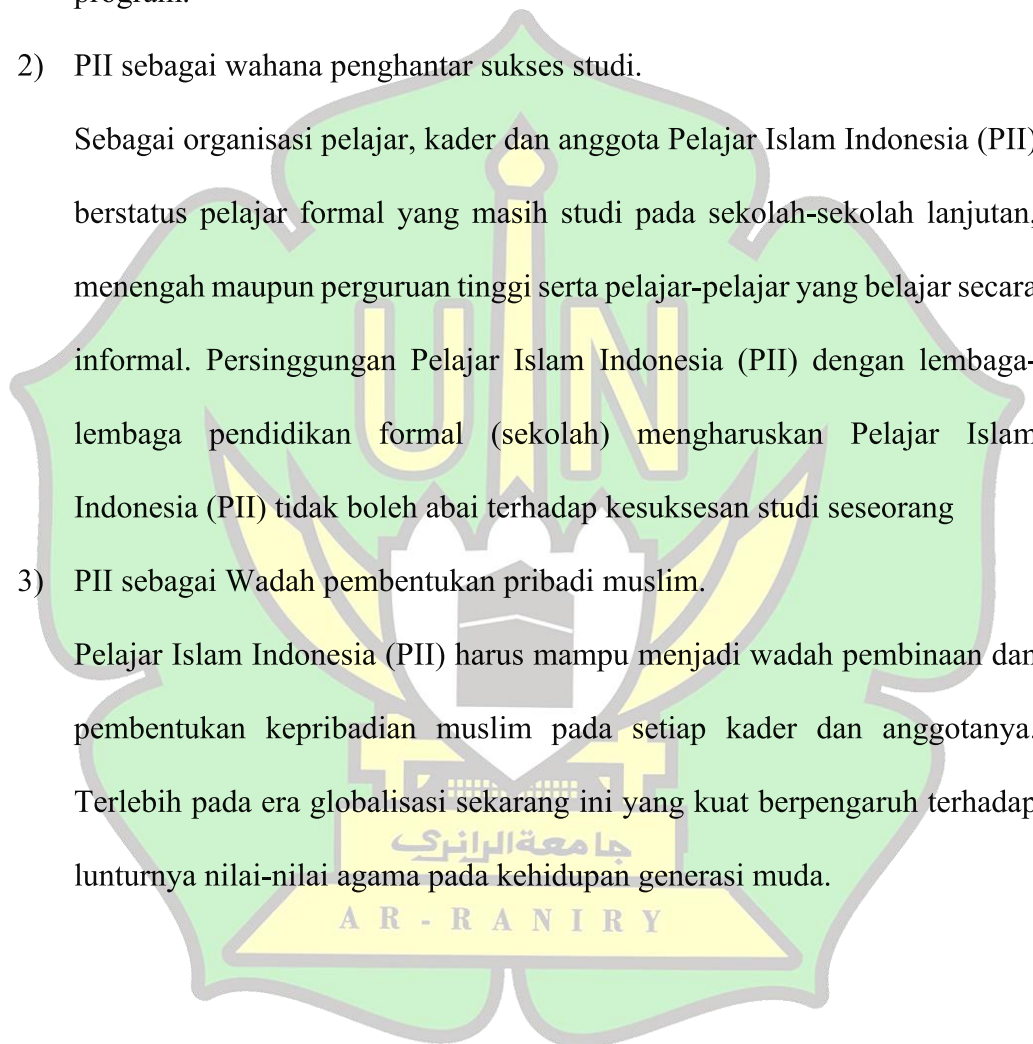 program.
2) PII sebagai wahana penghantar sukses studi.
Sebagai organisasi pelajar, kader dan anggota Pelajar Islam Indonesia (PII)
berstatus pelajar formal yang masih studi pada sekolah-sekolah lanjutan,
menengah maupun perguruan tinggi serta pelajar-pelajar yang belajar secara
informal. Persinggungan Pelajar Islam Indonesia (PII) dengan lembaga-
lembaga pendidikan formal (sekolah) mengharuskan Pelajar Islam
Indonesia (PII) tidak boleh abai terhadap kesuksesan studi seseorang
3) PII sebagai Wadah pembentukan pribadi muslim.
Pelajar Islam Indonesia (PII) harus mampu menjadi wadah pembinaan dan
pembentukan kepribadian muslim pada setiap kader dan anggotanya.
Terlebih pada era globalisasi sekarang ini yang kuat berpengaruh terhadap
lunturnya nilai-nilai agama pada kehidupan generasi muda.
UIN
جامعةالرانرك
AR-RANIRY